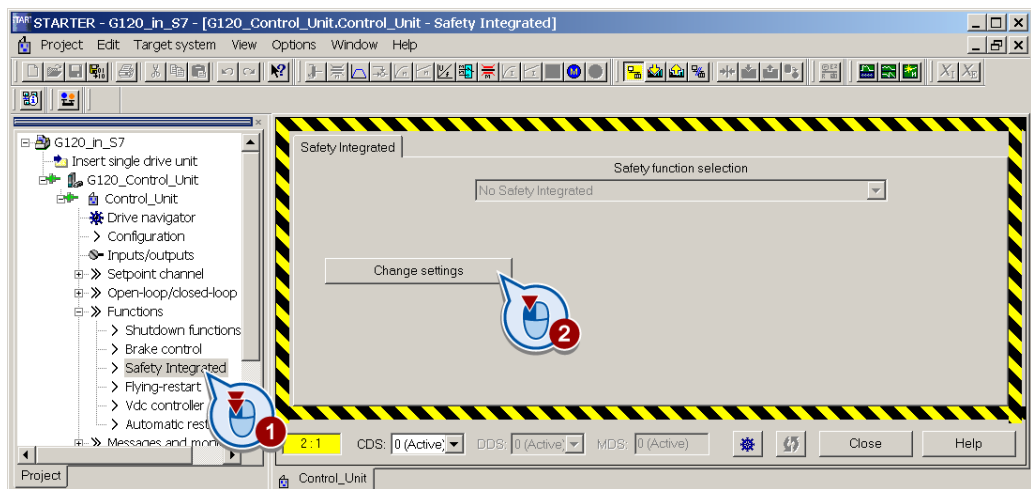 STARTER - G120_in_S7 - [G120_Control_Unit.Control_Unit - Safety Integrated]
Project Edit Target system View Options Window Help
G120_in_S7
Insert single drive unit
G120_Control_Unit
Control_Unit
Drive navigator
Configuration
Inputs/outputs
Setpoint channel
Open-loop/closed-loop
Functions
Shutdown functions
Brake control
Safety Integrated
Flying-restart
Vdc controller
Automatic
Messages and
Project
Safety Integrated
Safety function selection
No Safety Integrated
Change settings
1
2
2 : 1 CDS: 0 (Active) DDS: 0 (Active) MDS: 0 (Active) Close Help
Control_Unit